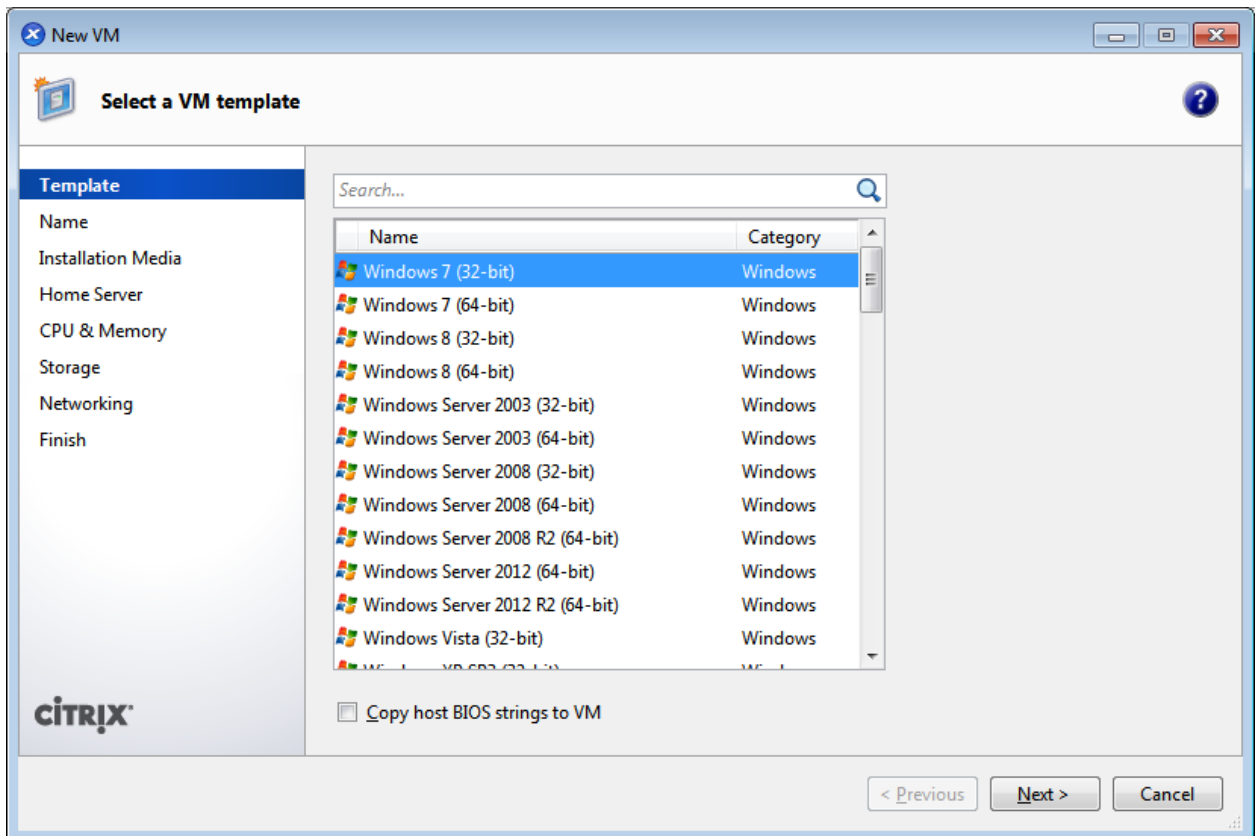 New VM
Select a VM template
?
Template
Name
Installation Media
Home Server
CPU & Memory
Storage
Networking
Finish
CİTRIX
Search...
Name Category
Windows 7 (32-bit) Windows
Windows 7 (64-bit) Windows
Windows 8 (32-bit) Windows
Windows 8 (64-bit) Windows
Windows Server 2003 (32-bit) Windows
Windows Server 2003 (64-bit) Windows
Windows Server 2008 (32-bit) Windows
Windows Server 2008 (64-bit) Windows
Windows Server 2008 R2 (64-bit) Windows
Windows Server 2012 (64-bit) Windows
Windows Server 2012 R2 (64-bit) Windows
Windows Vista (32-bit) Windows
Copy host BIOS strings to VM
< Previous Next > Cancel